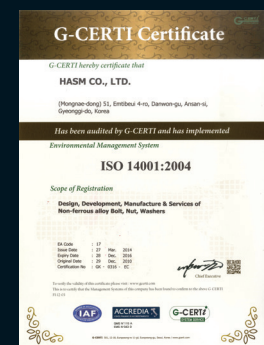 G-CERTI Certificate
G-CERTI hereby certificate that
HASM CO., LTD.
(Mongnae-dong) 51, Emtibeui 4-ro, Danwon-gu, Ansan-si,
Gyeonggi-do, Korea
Has been audited by G-CERTI and has implemented
Environmental Management System
ISO 14001:2004
Scope of Registration
Design, Development, Manufacture & Services of
Non-ferrous alloy Bolt, Nut, Washers
EA Code : 17
Issue Date : 27 Mar. 2014
Expiry Date : 28 Dec. 2016
Original Date : 29 Dec. 2010
Certification No : GE - 0316 - EC
Chief Executive
IAF
ACCREDIA
G-CERTI